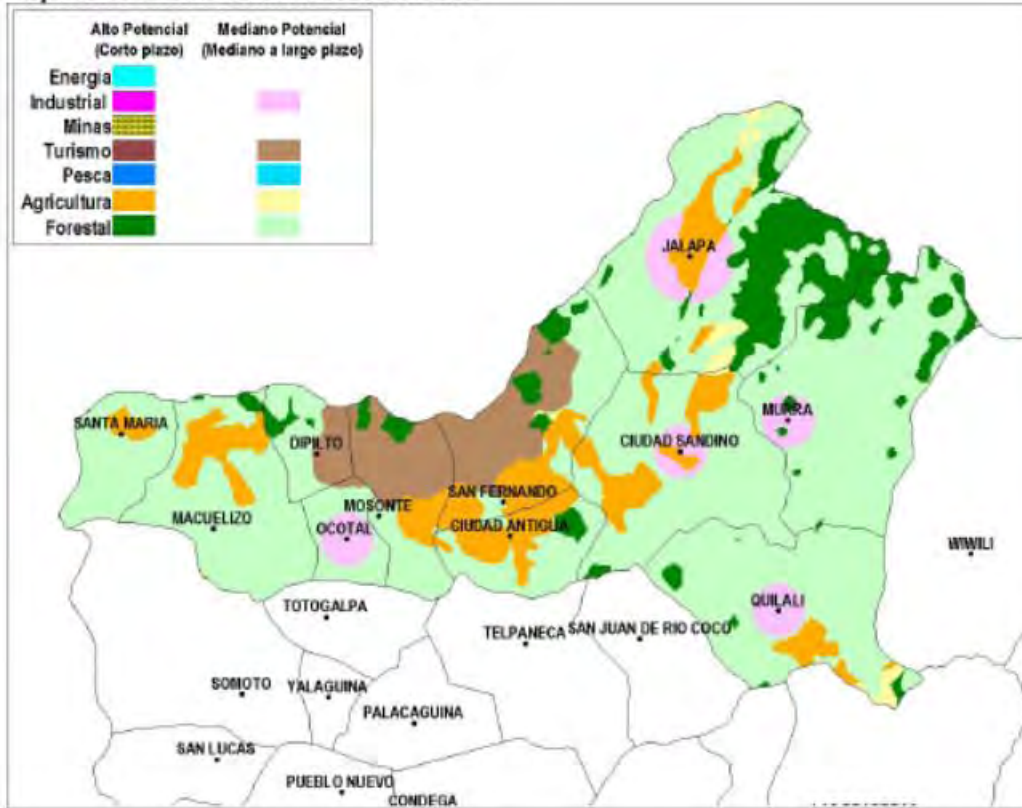 Alto Potencial Mediano Potencial
(Corto plazo) (Mediano a largo plazo)
Energia
Industrial
Minas
Turismo
Pesca
Agricultura
Forestal
JALAPA
SANTA MARIA
MURRA
DIPILTO
CIUDAD SANDINO
SAN FERNANDO
MOSONTE
MACUELIZO
OCOTAL
CIUDAD ANTIGUA
WIWILI
QUILALI
TOTOGALPA
TELPANECA
SAN JUAN DE RIO COCO
SOMOTO
YALAGUINA
PALACAGUINA
SAN LUCAS
PUEBLO NUEVO
CONDEGA